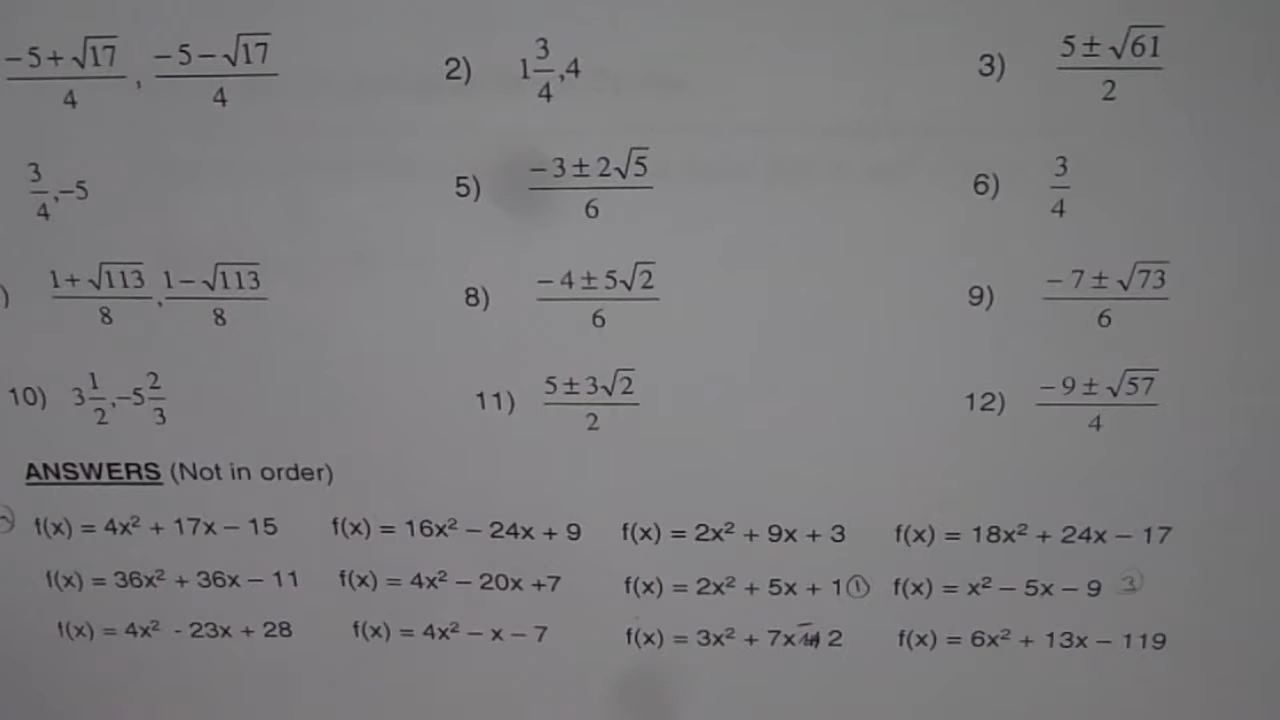 −5+√17/4 , −5−√17/4 2) 1 3/4 ,4 3) 5±√61/2
3/4 ,−5 5) −3±2√5/6 6) 3/4
) 1+√113/8 , 1−√113/8 8) −4±5√2/6 9) −7±√73/6
10) 3 1/2 ,−5 2/3 11) 5±3√2/2 12) −9±√57/4
ANSWERS (Not in order)
f(x) = 4x² + 17x − 15 f(x) = 16x² − 24x + 9 f(x) = 2x² + 9x + 3 f(x) = 18x² + 24x − 17
f(x) = 36x² + 36x − 11 f(x) = 4x² − 20x +7 f(x) = 2x² + 5x + 1 ① f(x) = x² − 5x − 9 ③
f(x) = 4x² - 23x + 28 f(x) = 4x² − x − 7 f(x) = 3x² + 7x − 2 f(x) = 6x² + 13x − 119